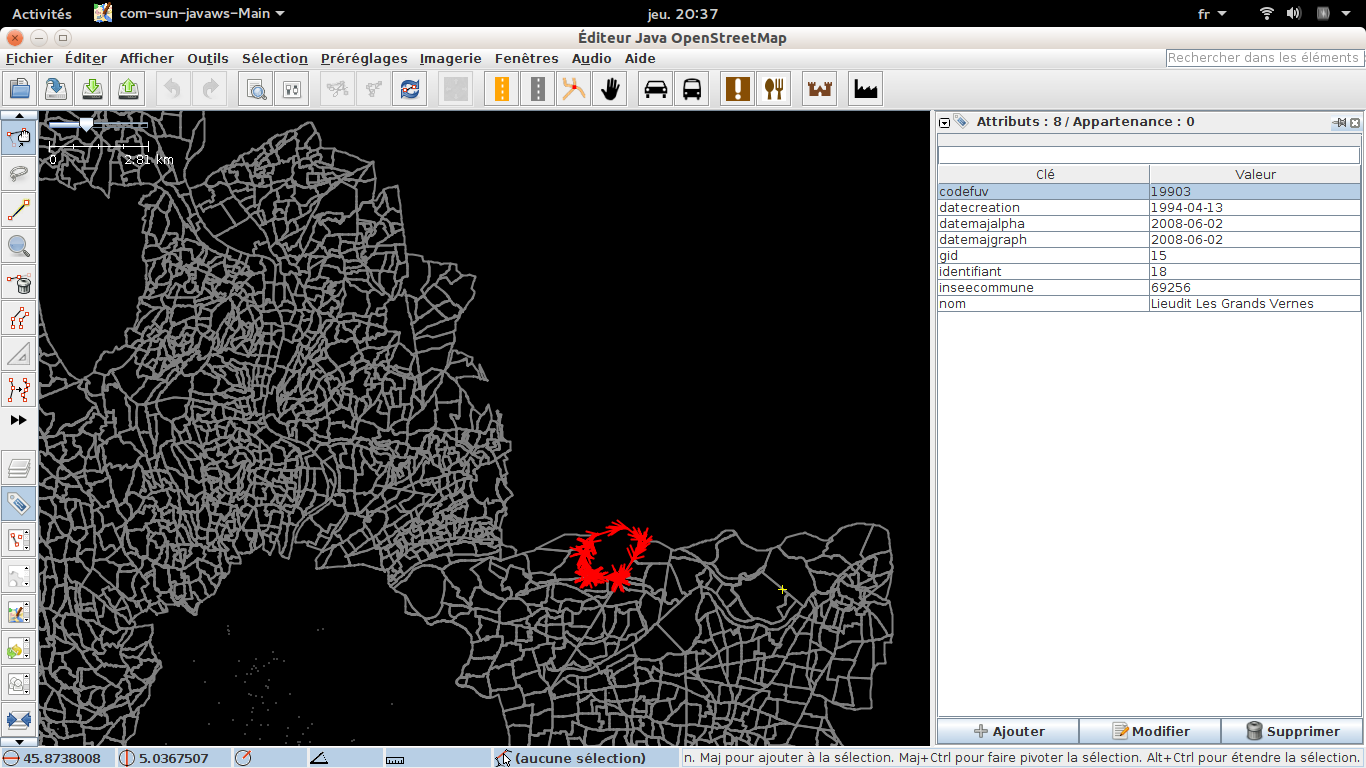 Activités com-sun-javaws-Main jeu. 20:37 fr
Éditeur Java OpenStreetMap
Fichier Éditer Afficher Outils Sélection Préréglages Imagerie Fenêtres Audio Aide Rechercher dans les éléments
0 2.81 km
Attributs : 8 / Appartenance : 0
Clé Valeur
codefuv 19903
datecreation 1994-04-13
datemajalpha 2008-06-02
datemajgraph 2008-06-02
gid 15
identifiant 18
inseecommune 69256
nom Lieudit Les Grands Vernes
Ajouter Modifier Supprimer
45.8738008 5.0367507 (aucune sélection) n. Maj pour ajouter à la sélection. Maj+Ctrl pour faire pivoter la sélection. Alt+Ctrl pour étendre la sélection.